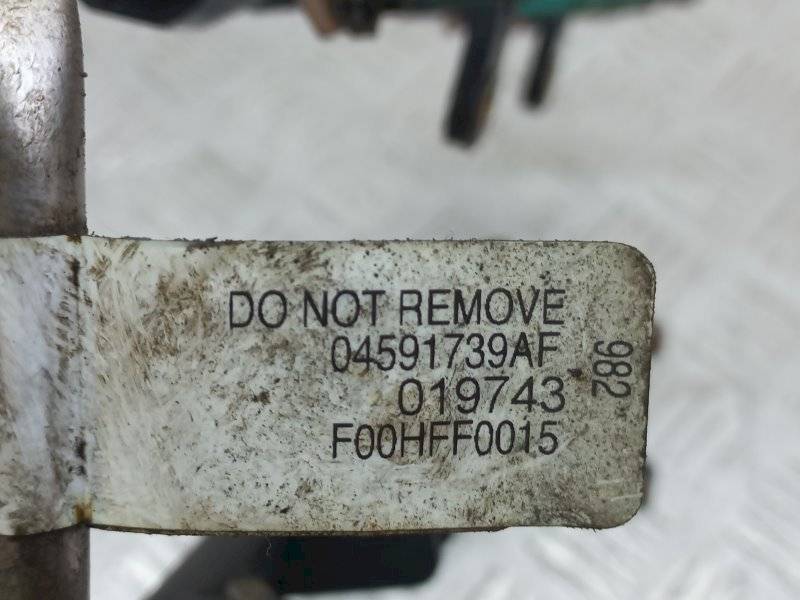 DO NOT REMOVE
04591739AF
019743
F00HFF0015
982